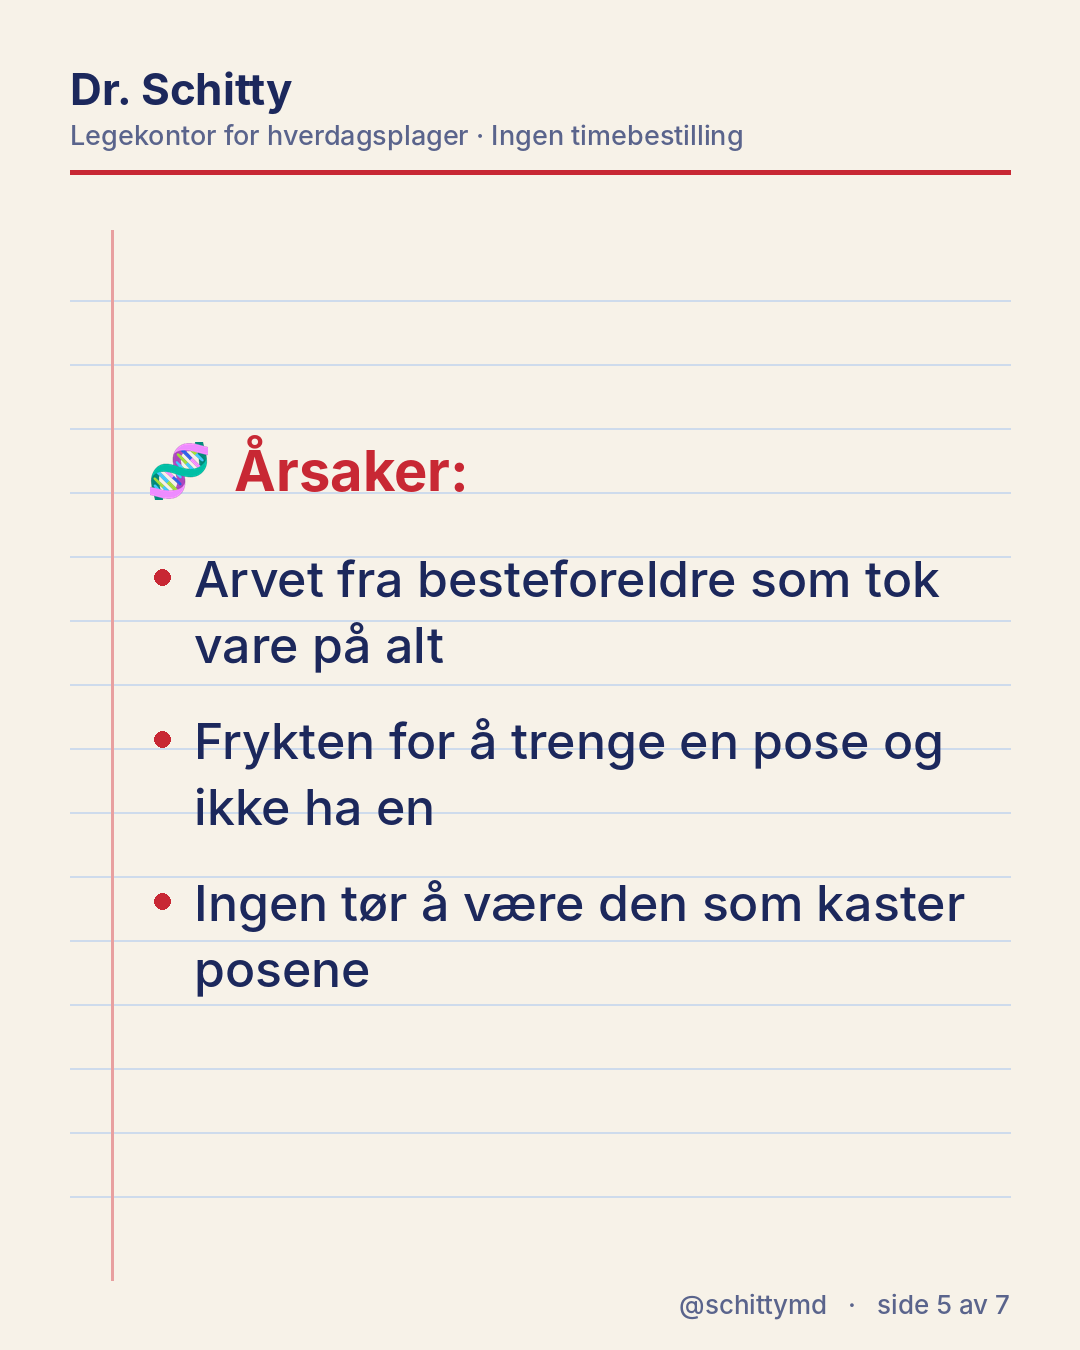 Dr. Schitty
Legekontor for hverdagsplager · Ingen timebestilling
🧬 Årsaker:
• Arvet fra besteforeldre som tok
vare på alt
• Frykten for å trenge en pose og
ikke ha en
• Ingen tør å være den som kaster
posene
@schittymd · side 5 av 7